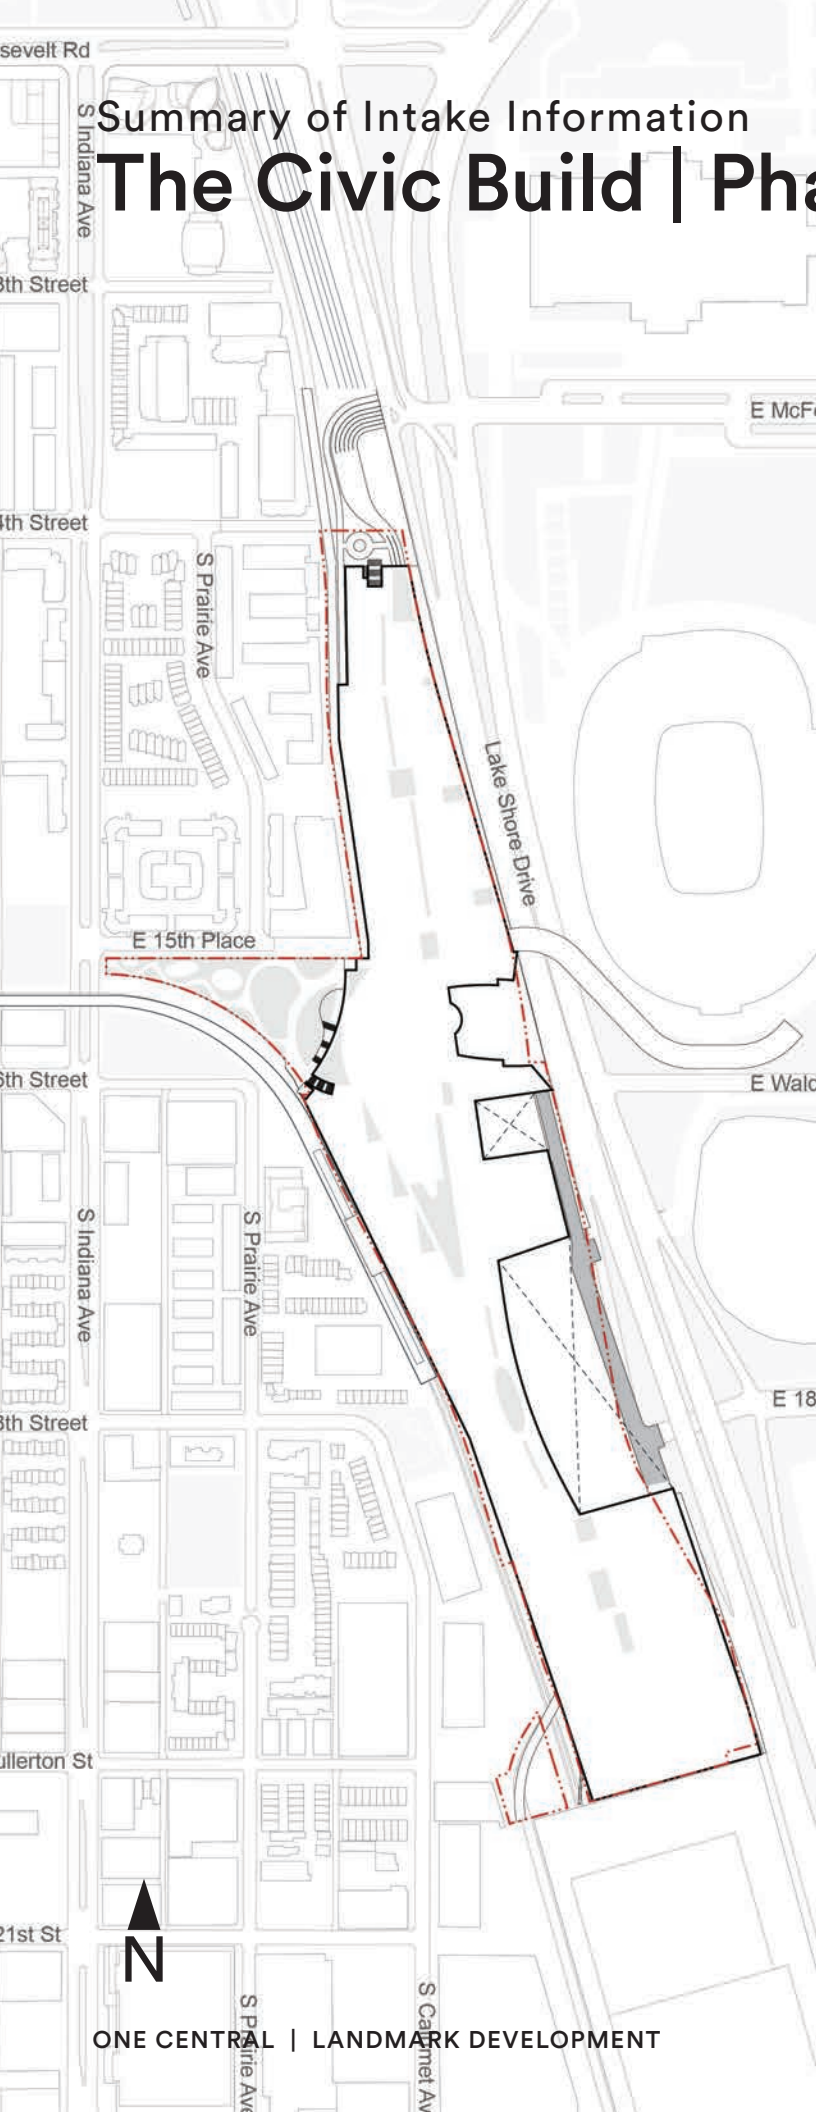 sevelt Rd
S Indiana Ave
Summary of Intake Information
The Civic Build | Pha
8th Street
E McFe
4th Street
S Prairie Ave
Lake Shore Drive
E 15th Place
6th Street
E Wald
S Indiana Ave
S Prairie Ave
8th Street
E 18
ullerton St
21st St
N
S Prairie Ave
S Calumet Av
ONE CENTRAL | LANDMARK DEVELOPMENT